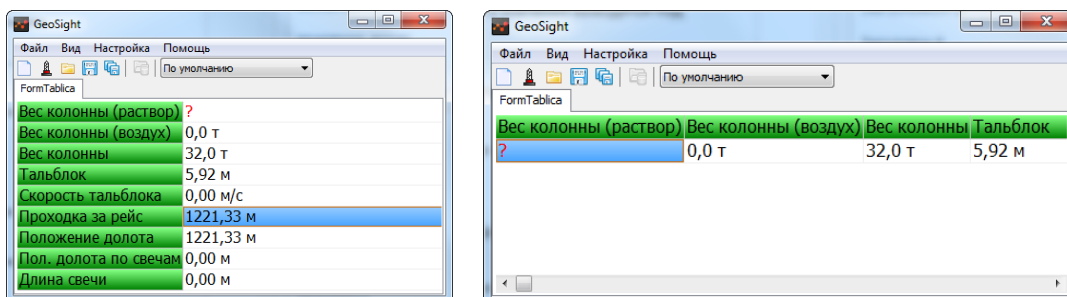 GeoSight
Файл Вид Настройка Помощь
По умолчанию
FormTablica
Вес колонны (раствор) ?
Вес колонны (воздух) 0,0 т
Вес колонны 32,0 т
Тальблок 5,92 м
Скорость тальблока 0,00 м/с
Проходка за рейс 1221,33 м
Положение долота 1221,33 м
Пол. долота по свечам 0,00 м
Длина свечи 0,00 м
GeoSight
Файл Вид Настройка Помощь
По умолчанию
FormTablica
Вес колонны (раствор) Вес колонны (воздух) Вес колонны Тальблок
? 0,0 т 32,0 т 5,92 м